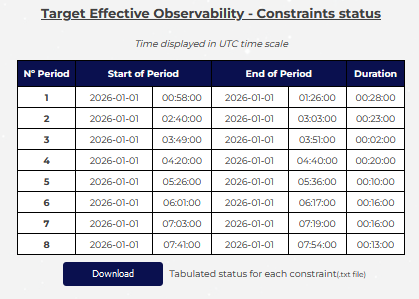 Target Effective Observability - Constraints status
Time displayed in UTC time scale
N° Period Start of Period End of Period Duration
1 2026-01-01 00:58:00 2026-01-01 01:26:00 00:28:00
2 2026-01-01 02:40:00 2026-01-01 03:03:00 00:23:00
3 2026-01-01 03:49:00 2026-01-01 03:51:00 00:02:00
4 2026-01-01 04:20:00 2026-01-01 04:40:00 00:20:00
5 2026-01-01 05:26:00 2026-01-01 05:36:00 00:10:00
6 2026-01-01 06:01:00 2026-01-01 06:17:00 00:16:00
7 2026-01-01 07:03:00 2026-01-01 07:19:00 00:16:00
8 2026-01-01 07:41:00 2026-01-01 07:54:00 00:13:00
Download Tabulated status for each constraint(.txt file)